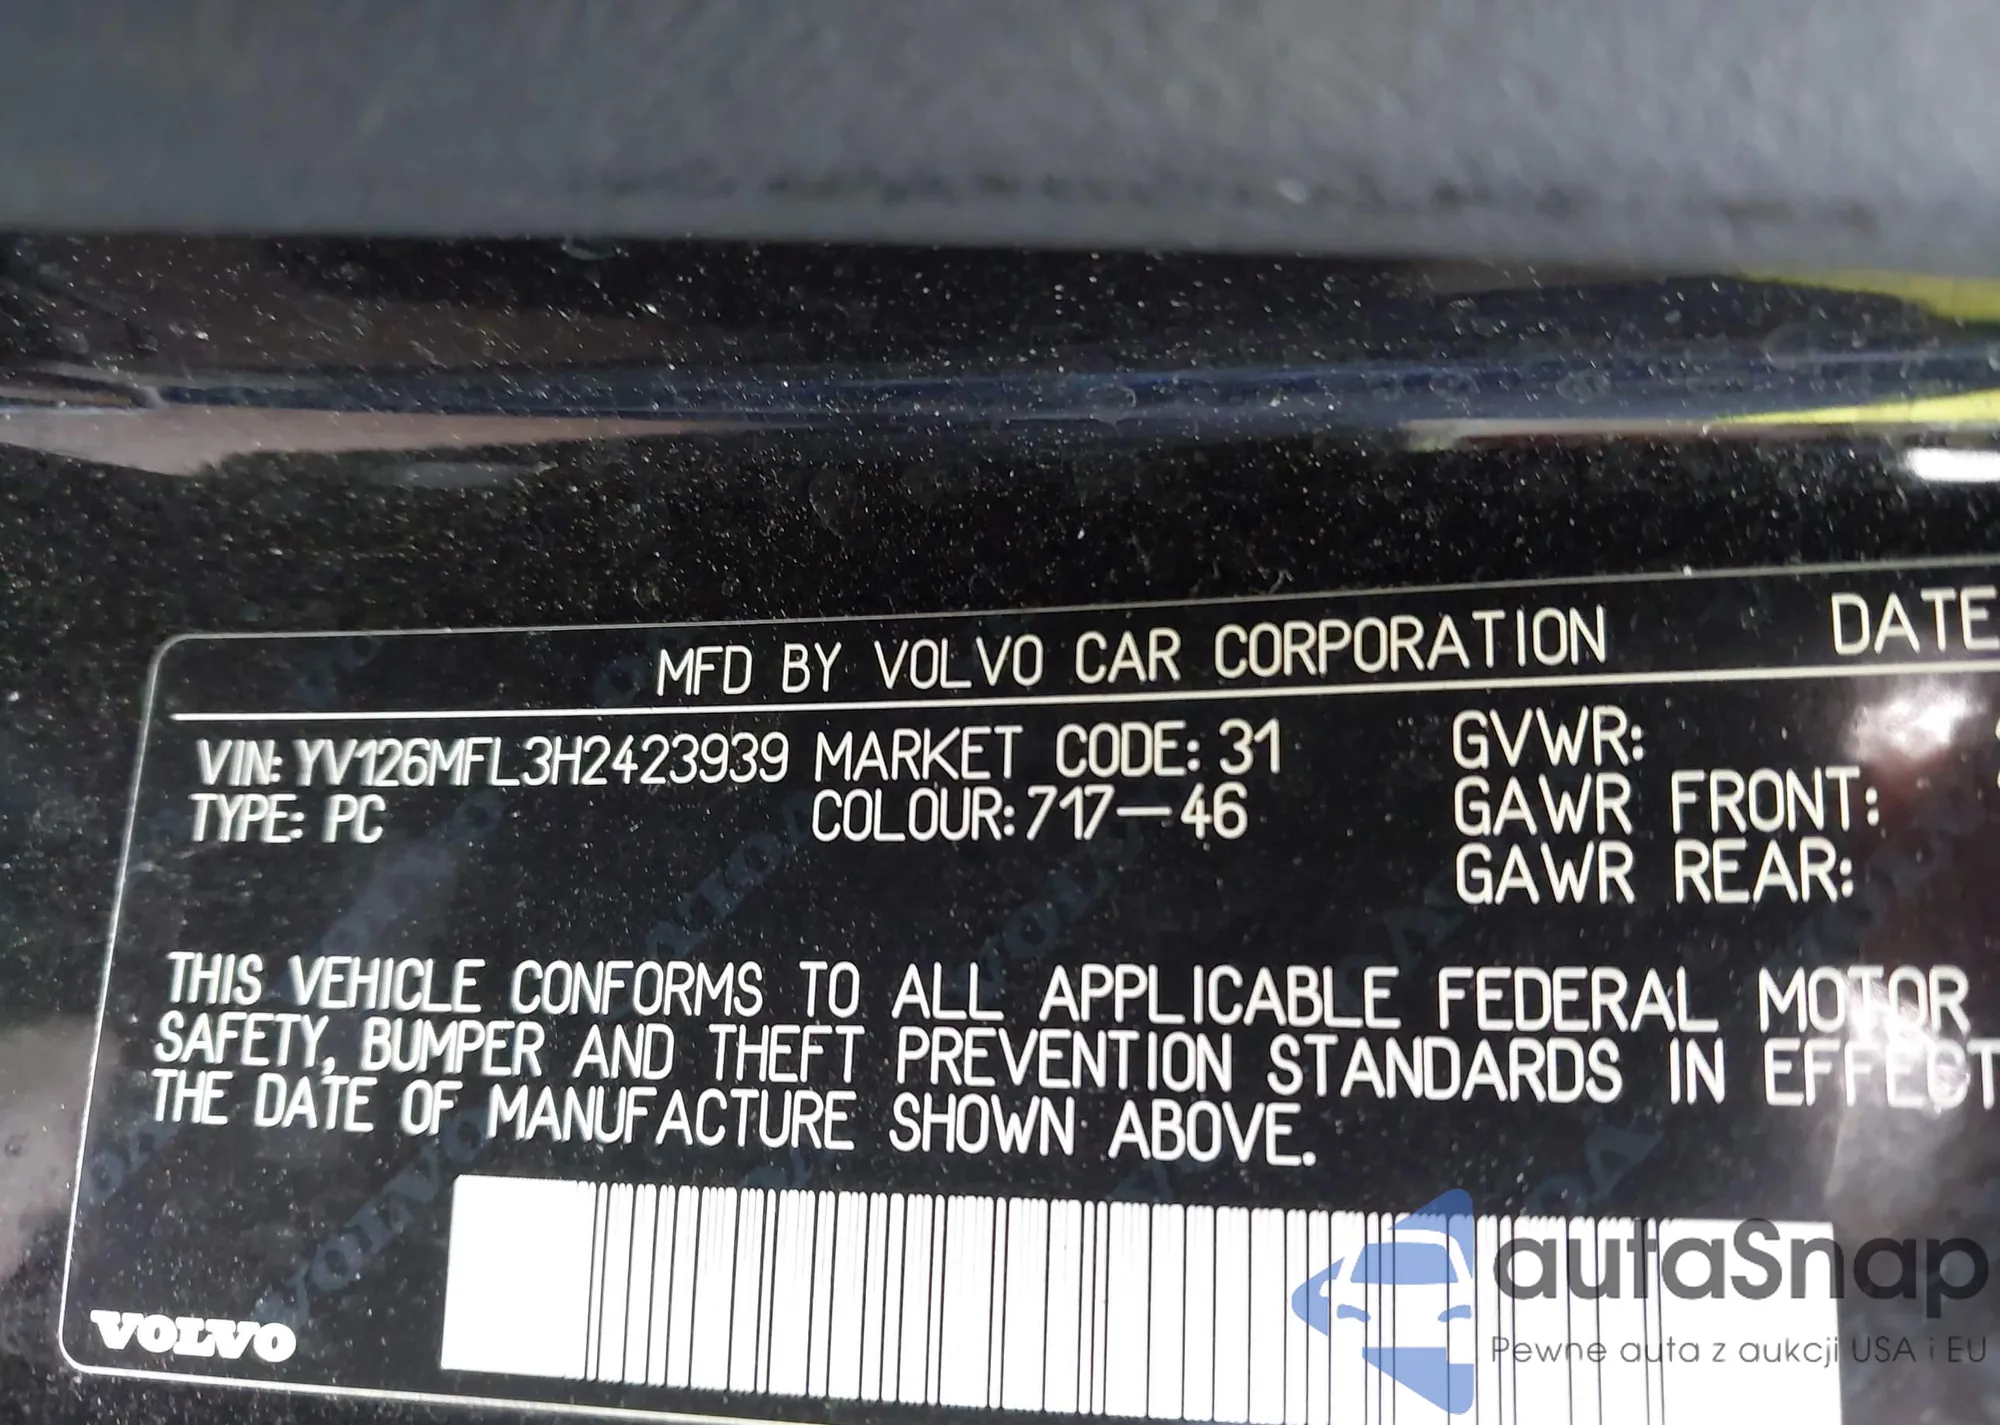 MFD BY VOLVO CAR CORPORATION DATE
VIN: YV126MFL3H2423939 MARKET CODE: 31 GVWR:
TYPE: PC COLOUR: 717-46 GAWR FRONT:
GAWR REAR:
THIS VEHICLE CONFORMS TO ALL APPLICABLE FEDERAL MOTOR
SAFETY, BUMPER AND THEFT PREVENTION STANDARDS IN EFFECT
THE DATE OF MANUFACTURE SHOWN ABOVE.
VOLVO
autaSnap
Pewne auta z aukcji USA i EU